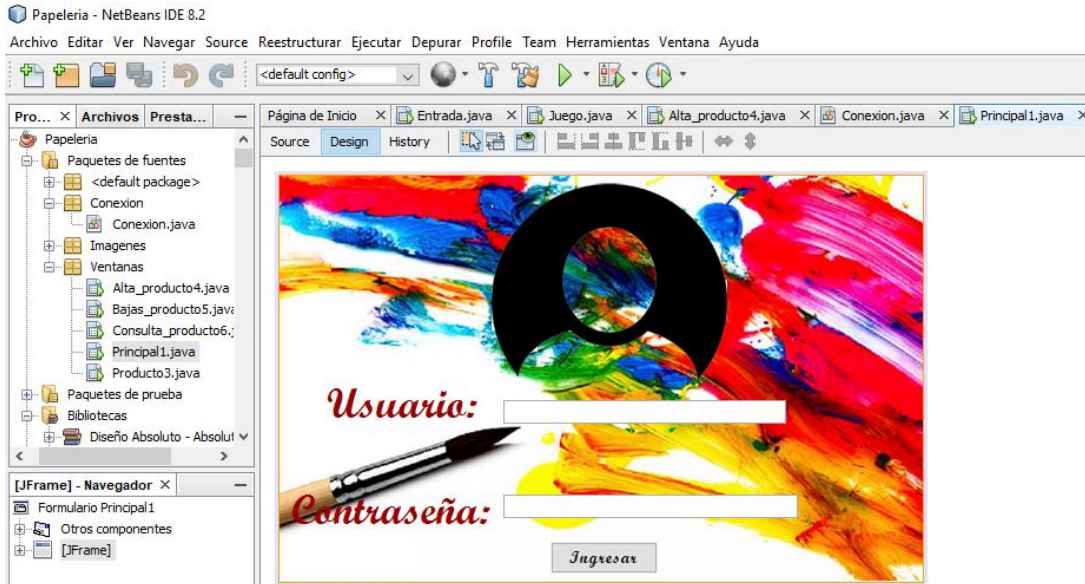 Papeleria - NetBeans IDE 8.2
Archivo Editar Ver Navegar Source Reestructurar Ejecutar Depurar Profile Team Herramientas Ventana Ayuda
<default config>
Pro... Archivos Presta...
Página de Inicio Entrada.java Juego.java Alta_producto4.java Conexion.java Principal1.java
Source Design History
Papeleria
Paquetes de fuentes
<default package>
Conexion
Conexion.java
Imagenes
Ventanas
Alta_producto4.java
Bajas_producto5.java
Consulta_producto6.j
Principal1.java
Producto3.java
Paquetes de prueba
Bibliotecas
Diseño Absoluto - Absolut
[JFrame] - Navegador
Formulario Principal1
Otros componentes
[JFrame]
Usuario:
Contraseña:
Ingresar